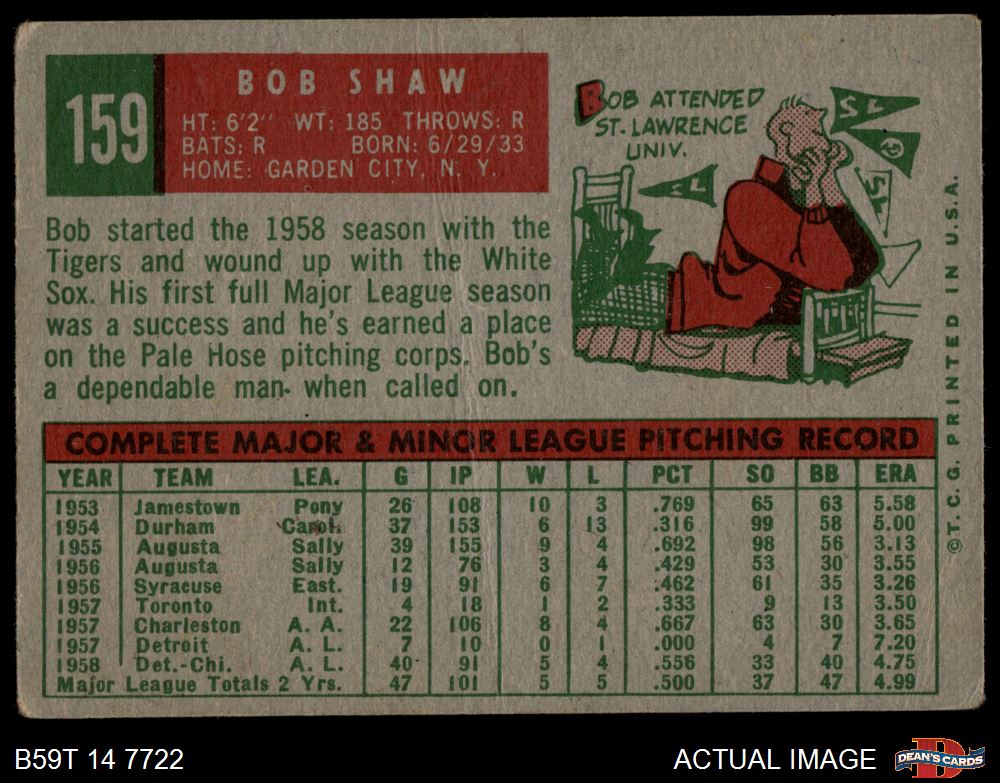 159
BOB SHAW
HT: 6'2" WT: 185 THROWS: R
BATS: R BORN: 6/29/33
HOME: GARDEN CITY, N. Y.
BOB ATTENDED
ST. LAWRENCE
UNIV.
SL
SL
SL
Bob started the 1958 season with the
Tigers and wound up with the White
Sox. His first full Major League season
was a success and he's earned a place
on the Pale Hose pitching corps. Bob's
a dependable man when called on.
COMPLETE MAJOR & MINOR LEAGUE PITCHING RECORD
YEAR TEAM LEA. G IP W L PCT SO BB ERA
1953 Jamestown Pony 26 108 10 3 .769 65 63 5.58
1954 Durham Carol. 37 153 6 13 .316 99 58 5.00
1955 Augusta Sally 39 155 9 4 .692 98 56 3.13
1956 Augusta Sally 12 76 3 4 .429 53 30 3.55
1956 Syracuse East. 19 91 6 7 .462 61 35 3.26
1957 Toronto Int. 4 18 1 2 .333 9 13 3.50
1957 Charleston A. A. 22 106 8 4 .667 63 30 3.65
1957 Detroit A. L. 7 10 0 1 .000 4 7 7.20
1958 Det.-Chi. A. L. 40 91 5 4 .556 33 40 4.75
Major League Totals 2 Yrs. 47 101 5 5 .500 37 47 4.99
©T. C. G. PRINTED IN U.S.A.
B59T 14 7722
ACTUAL IMAGE
DEAN'S CARDS